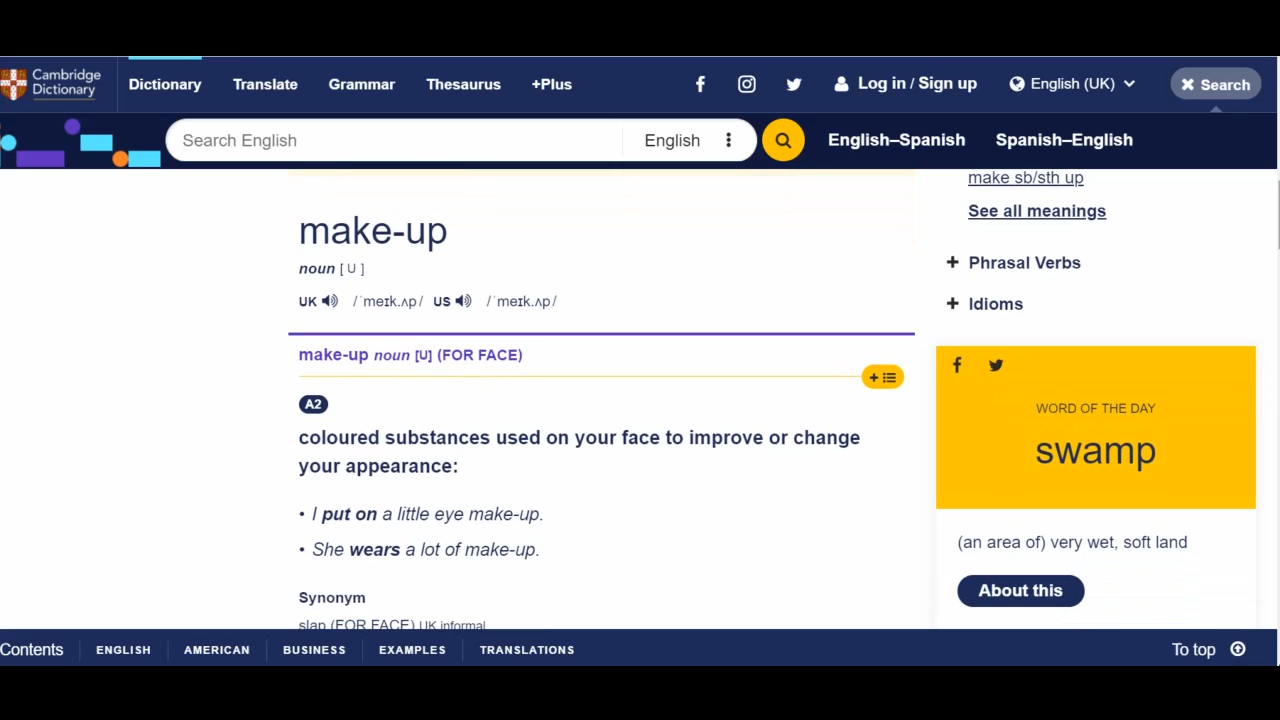 Cambridge
Dictionary
Dictionary
Translate
Grammar
Thesaurus
+Plus
Log in / Sign up
English (UK)
Search
Search English
English
English–Spanish
Spanish–English
make-up
noun [ U ]
UK /ˈmeɪk.ʌp/ US /ˈmeɪk.ʌp/
make-up noun [U] (FOR FACE)
A2
coloured substances used on your face to improve or change
your appearance:
• I put on a little eye make-up.
• She wears a lot of make-up.
Synonym
slap (FOR FACE) UK informal
make sb/sth up
See all meanings
+ Phrasal Verbs
+ Idioms
WORD OF THE DAY
swamp
(an area of) very wet, soft land
About this
Contents
ENGLISH
AMERICAN
BUSINESS
EXAMPLES
TRANSLATIONS
To top